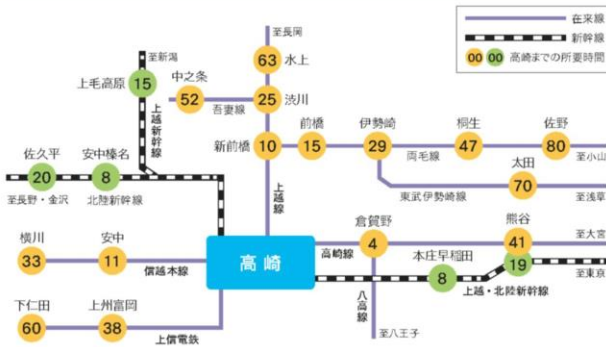 至長岡
在来線
新幹線
00 00 高崎までの所要時間
至新潟
63 水上
上毛高原
15
中之条
52
吾妻線
25 渋川
上越新幹線
新前橋 10
前橋
15
伊勢崎
29
両毛線
桐生
47
佐野
80
至小山
太田
70
東武伊勢崎線
至浅草
佐久平
20
安中榛名
8
至長野・金沢
北陸新幹線
上越線
横川
33
安中
11
信越本線
高崎
高崎線
倉賀野
4
熊谷
41
19
至大宮
至東京
本庄早稲田
8
上越・北陸新幹線
八高線
至八王子
下仁田
60
上州富岡
38
上信電鉄